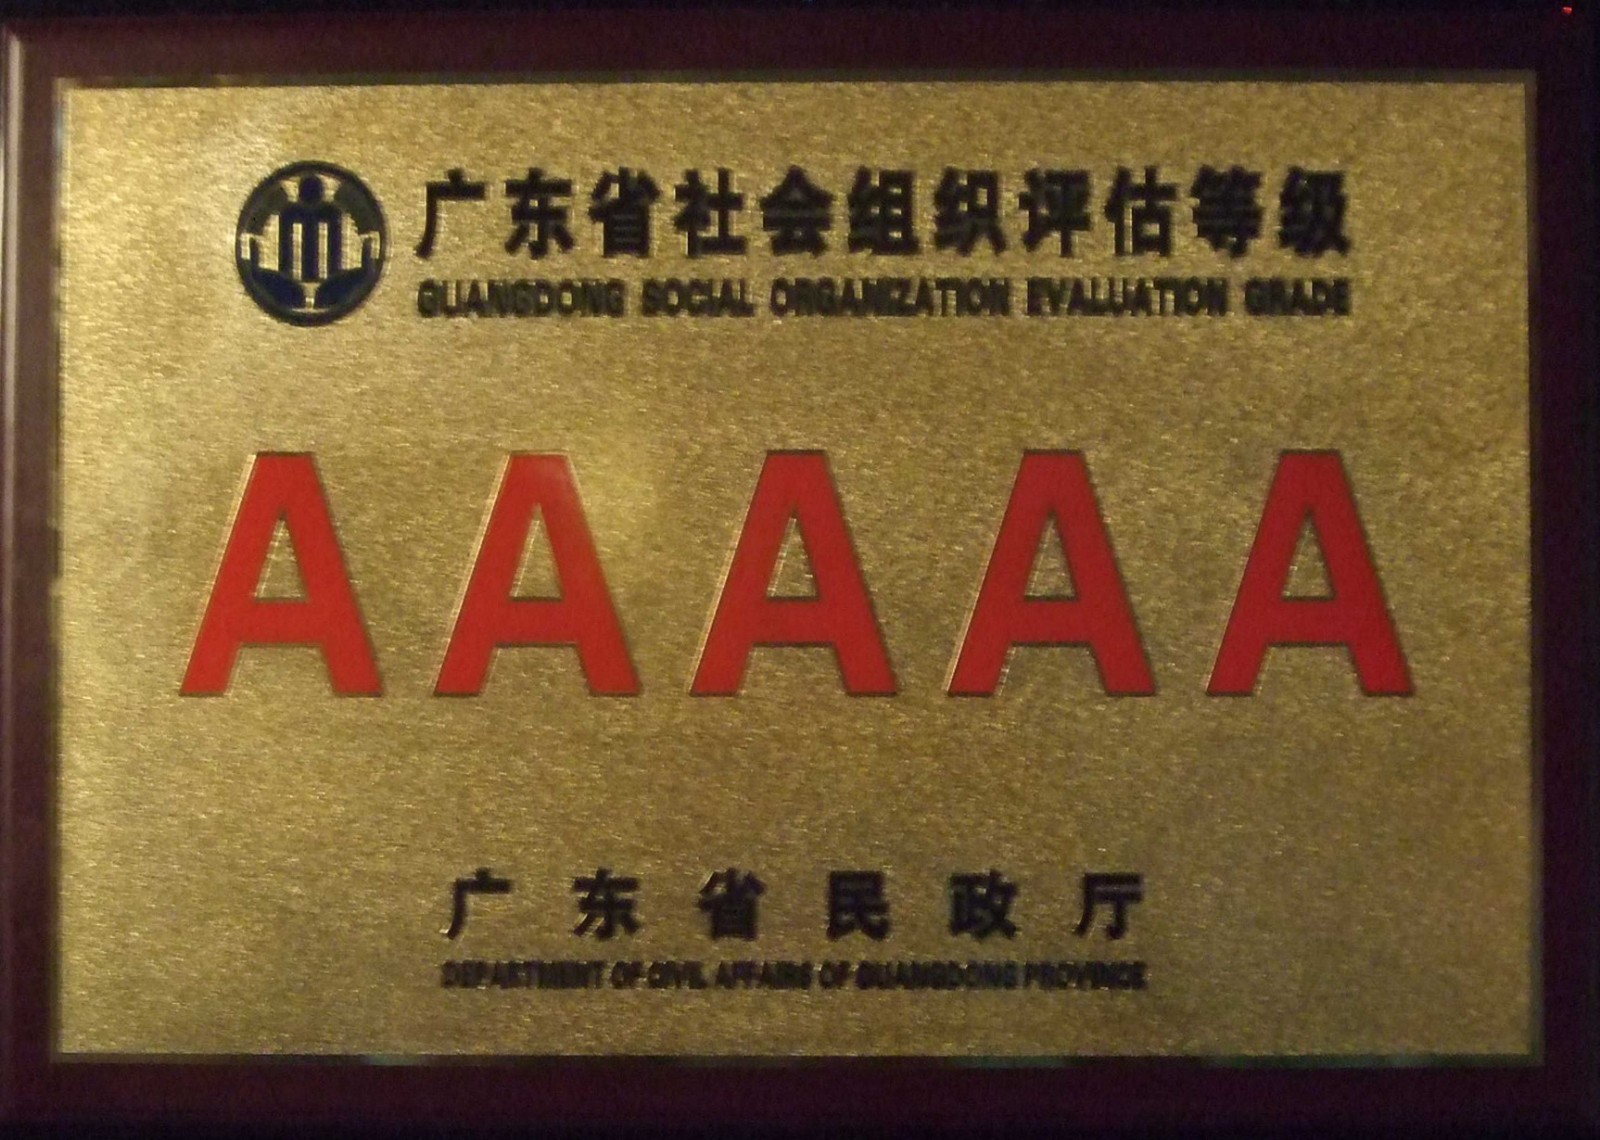 广东省社会组织评估等级
GUANGDONG SOCIAL ORGANIZATION EVALUATION GRADE
AAAAA
广东省民政厅
DEPARTMENT OF CIVIL AFFAIRS OF GUANGDONG PROVINCE